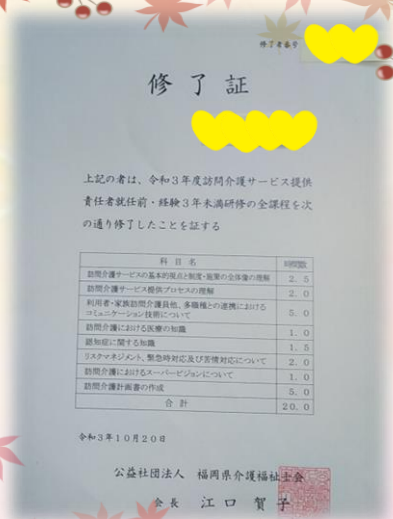 修了者番号
修了証
上記の者は、令和3年度訪問介護サービス提供
責任者就任前・経験3年未満研修の全課程を次
の通り修了したことを証する
科目名 時間数
訪問介護サービスの基本的視点と制度・施策の全体像の理解 2.5
訪問介護サービス提供プロセスの理解 2.0
利用者・家族訪問介護員他、多職種との連携における
コミュニケーション技術について 5.0
訪問介護における医療の知識 1.0
認知症に関する知識 1.5
リスクマネジメント、緊急時対応及び苦情対応について 2.0
訪問介護におけるスーパービジョンについて 1.0
訪問介護計画書の作成 5.0
合計 20.0
令和3年10月20日
公益社団法人 福岡県介護福祉士会
会長 江口賀子